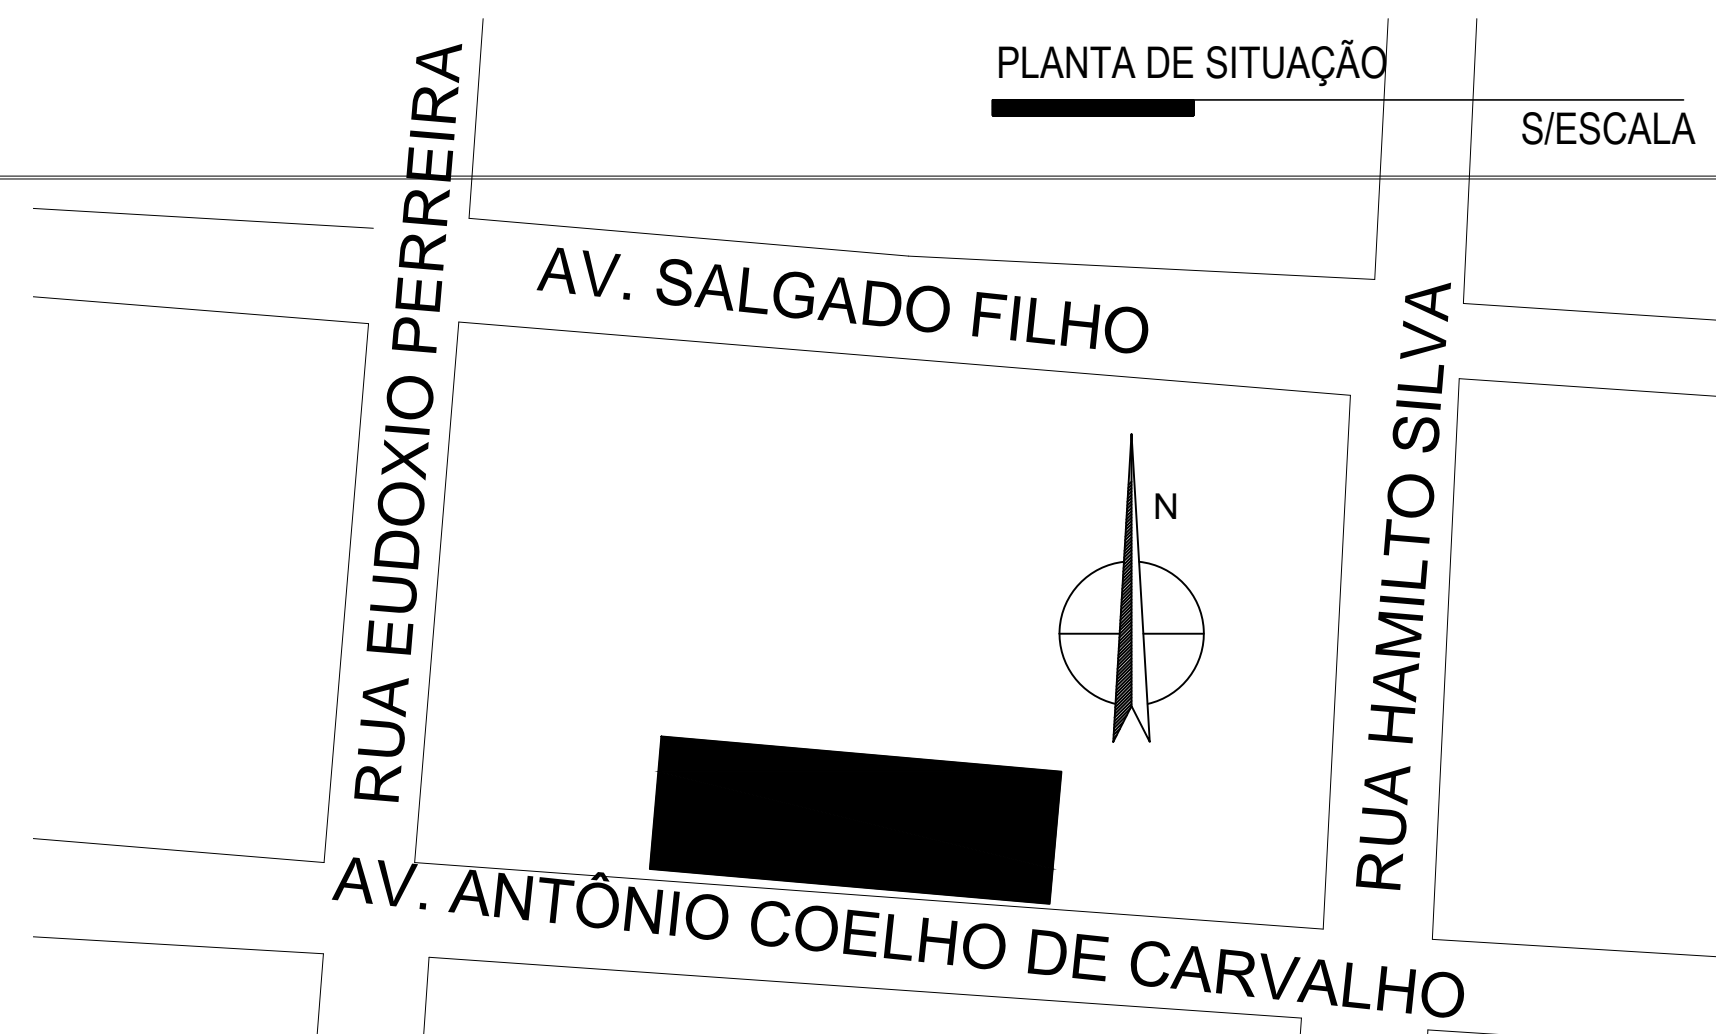 PLANTA DE SITUAÇÃO
S/ESCALA
RUA EUDOXIO PERREIRA
AV. SALGADO FILHO
RUA HAMILTO SILVA
N
AV. ANTÔNIO COELHO DE CARVALHO